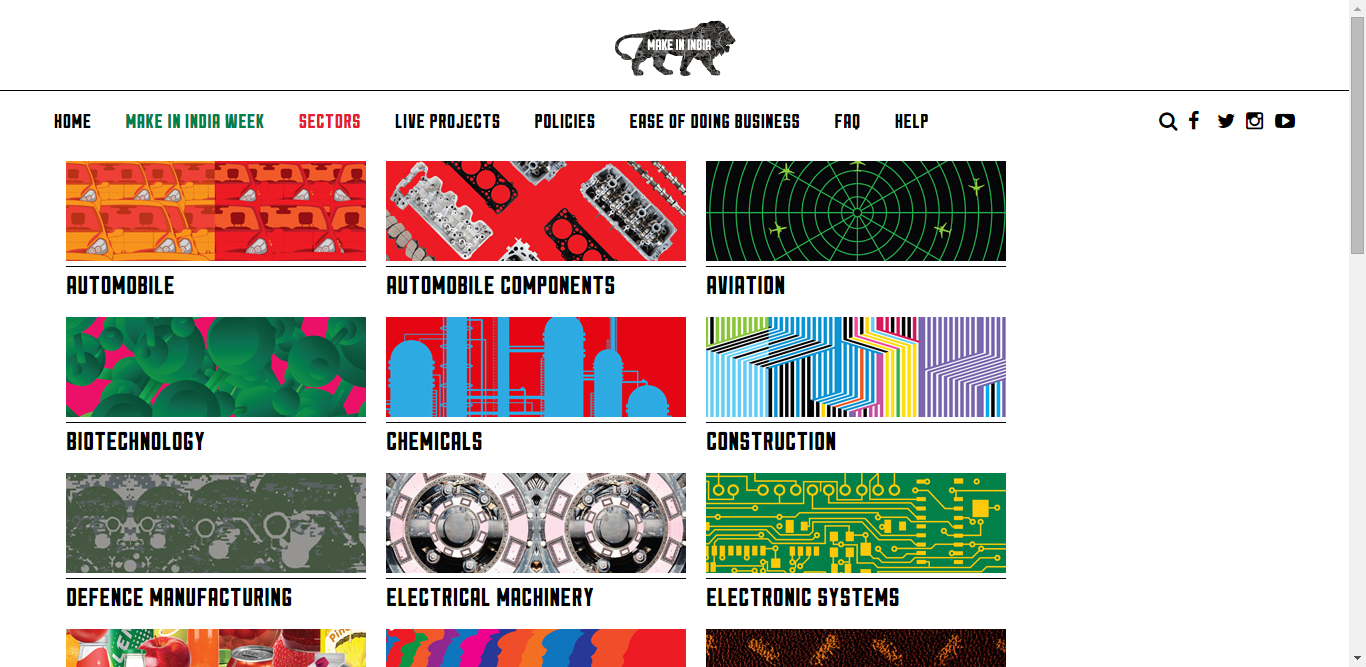 MAKE IN INDIA
HOME MAKE IN INDIA WEEK SECTORS LIVE PROJECTS POLICIES EASE OF DOING BUSINESS FAQ HELP
AUTOMOBILE AUTOMOBILE COMPONENTS AVIATION
BIOTECHNOLOGY CHEMICALS CONSTRUCTION
DEFENCE MANUFACTURING ELECTRICAL MACHINERY ELECTRONIC SYSTEMS